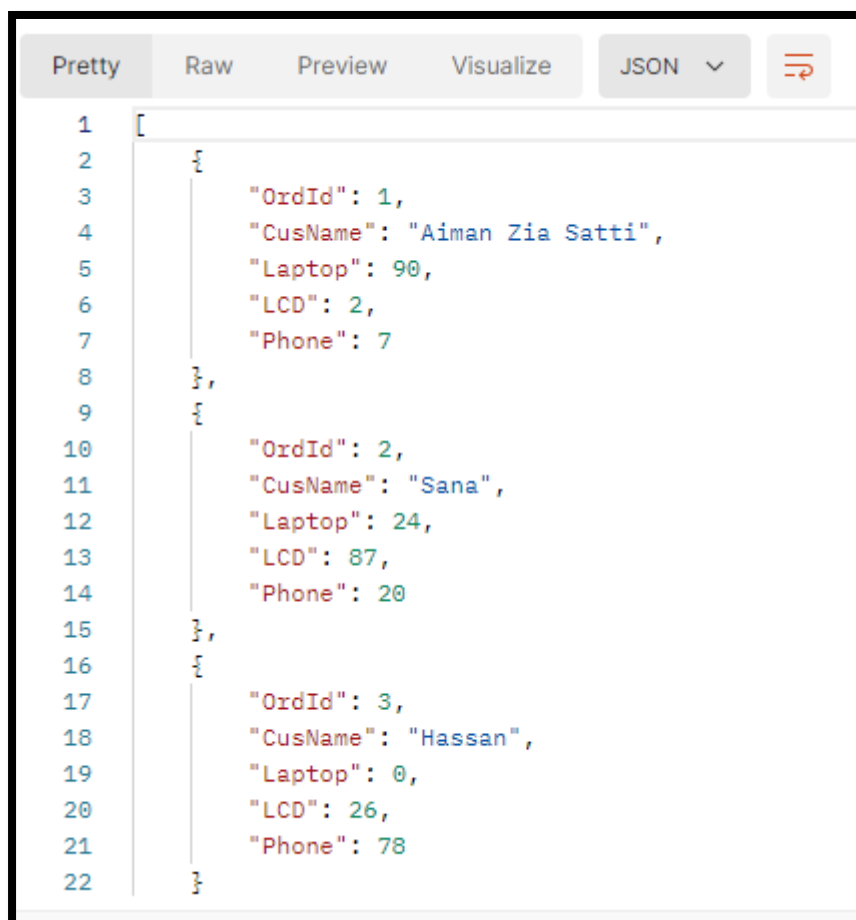 Pretty Raw Preview Visualize JSON
1 [
2 {
3 "OrdId": 1,
4 "CusName": "Aiman Zia Satti",
5 "Laptop": 90,
6 "LCD": 2,
7 "Phone": 7
8 },
9 {
10 "OrdId": 2,
11 "CusName": "Sana",
12 "Laptop": 24,
13 "LCD": 87,
14 "Phone": 20
15 },
16 {
17 "OrdId": 3,
18 "CusName": "Hassan",
19 "Laptop": 0,
20 "LCD": 26,
21 "Phone": 78
22 }